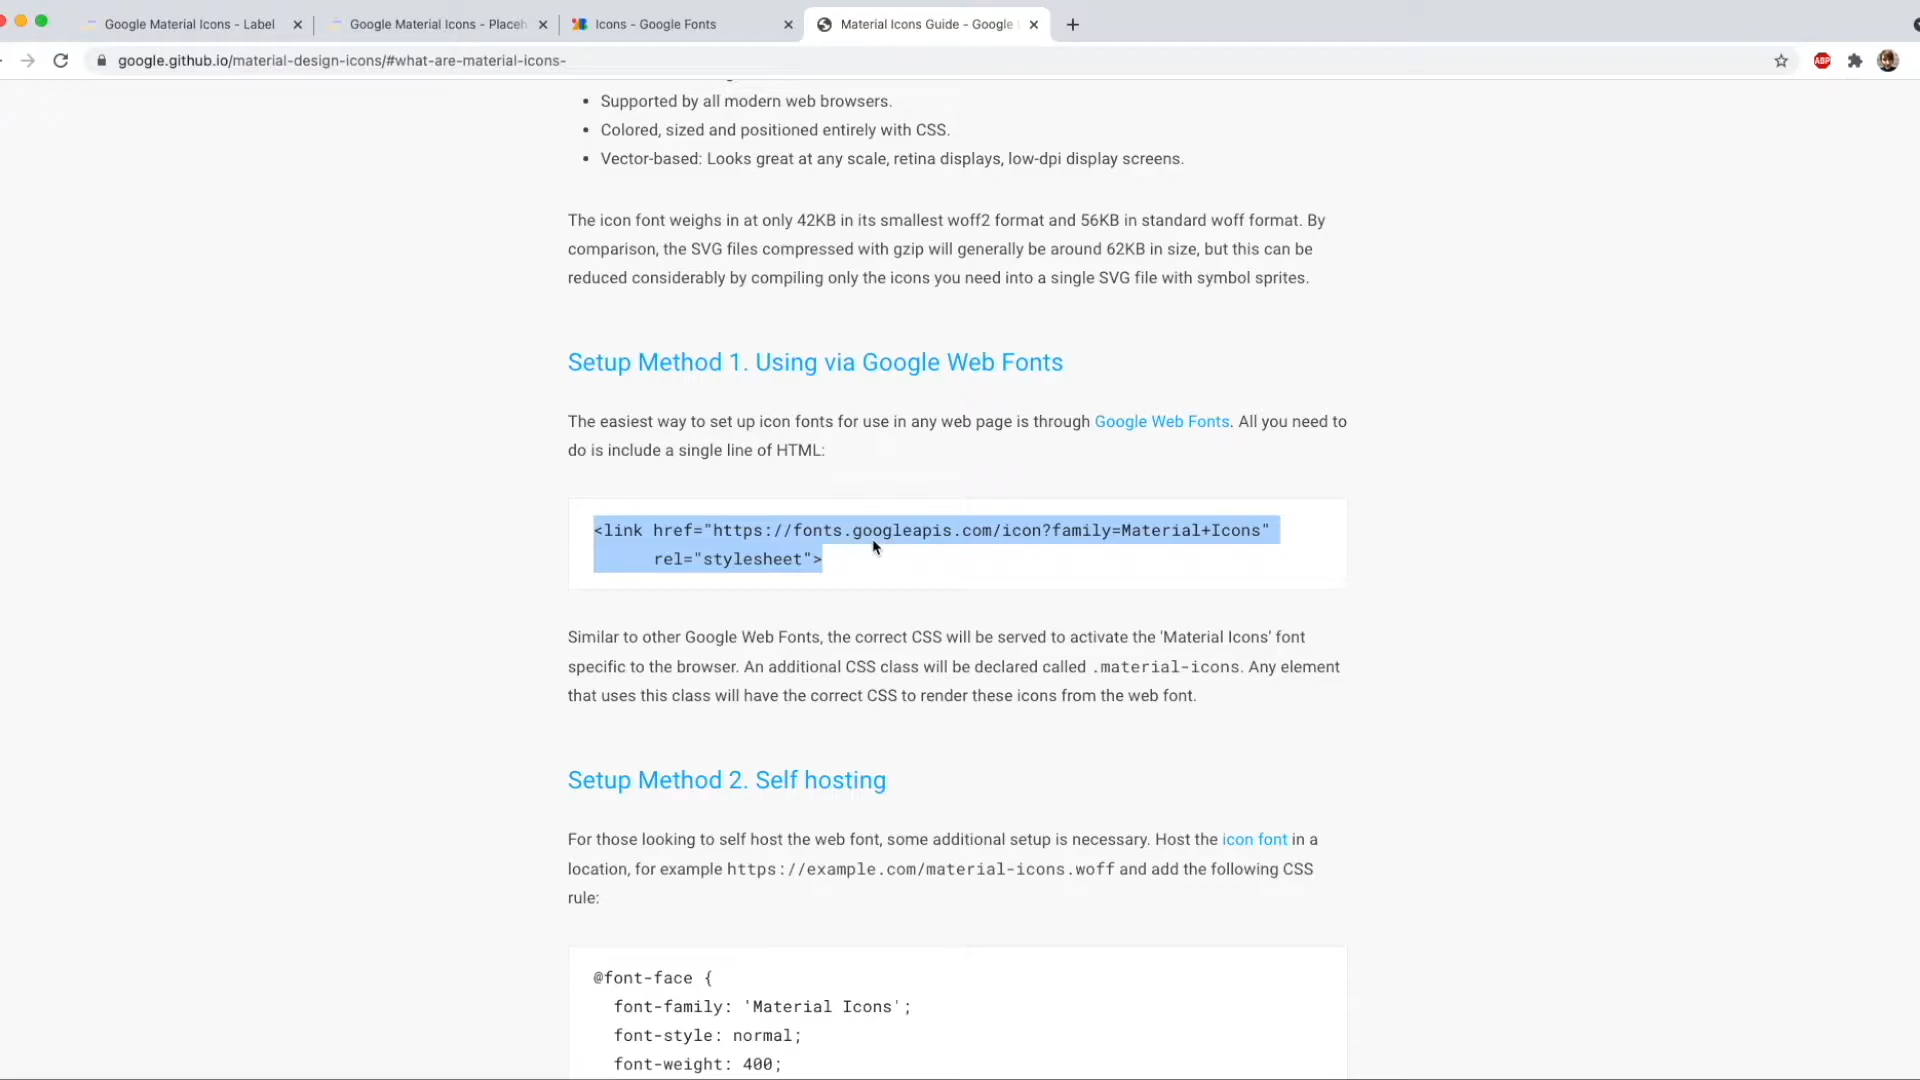 Google Material Icons - Label
Google Material Icons - Placeh
Icons - Google Fonts
Material Icons Guide - Google
google.github.io/material-design-icons/#what-are-material-icons-
ABP
Supported by all modern web browsers.
Colored, sized and positioned entirely with CSS.
Vector-based: Looks great at any scale, retina displays, low-dpi display screens.
The icon font weighs in at only 42KB in its smallest woff2 format and 56KB in standard woff format. By
comparison, the SVG files compressed with gzip will generally be around 62KB in size, but this can be
reduced considerably by compiling only the icons you need into a single SVG file with symbol sprites.
Setup Method 1. Using via Google Web Fonts
The easiest way to set up icon fonts for use in any web page is through Google Web Fonts. All you need to
do is include a single line of HTML:
<link href="https://fonts.googleapis.com/icon?family=Material+Icons"
rel="stylesheet">
Similar to other Google Web Fonts, the correct CSS will be served to activate the 'Material Icons' font
specific to the browser. An additional CSS class will be declared called .material-icons. Any element
that uses this class will have the correct CSS to render these icons from the web font.
Setup Method 2. Self hosting
For those looking to self host the web font, some additional setup is necessary. Host the icon font in a
location, for example https://example.com/material-icons.woff and add the following CSS
rule:
@font-face {
font-family: 'Material Icons';
font-style: normal;
font-weight: 400;